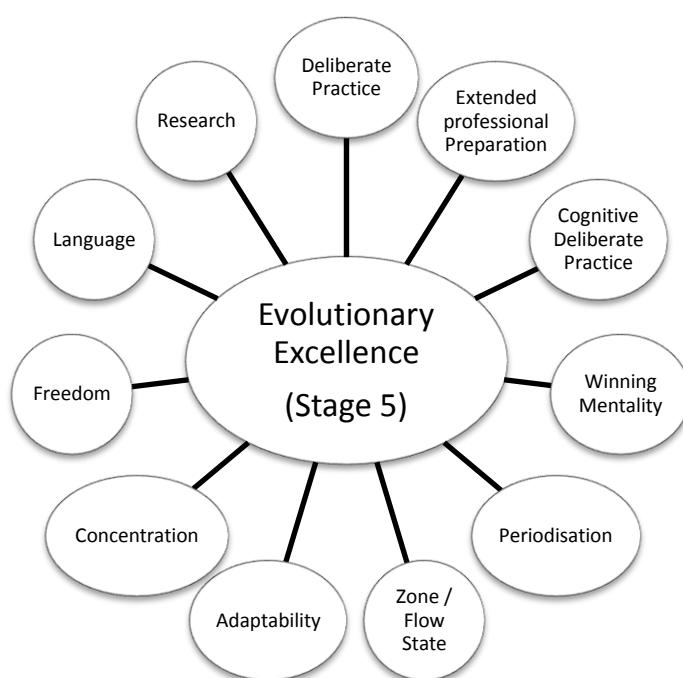 Deliberate
Practice
Extended
professional
Preparation
Research
Cognitive
Deliberate
Practice
Language
Evolutionary
Excellence
(Stage 5)
Freedom
Winning
Mentality
Concentration
Periodisation
Adaptability
Zone /
Flow
State